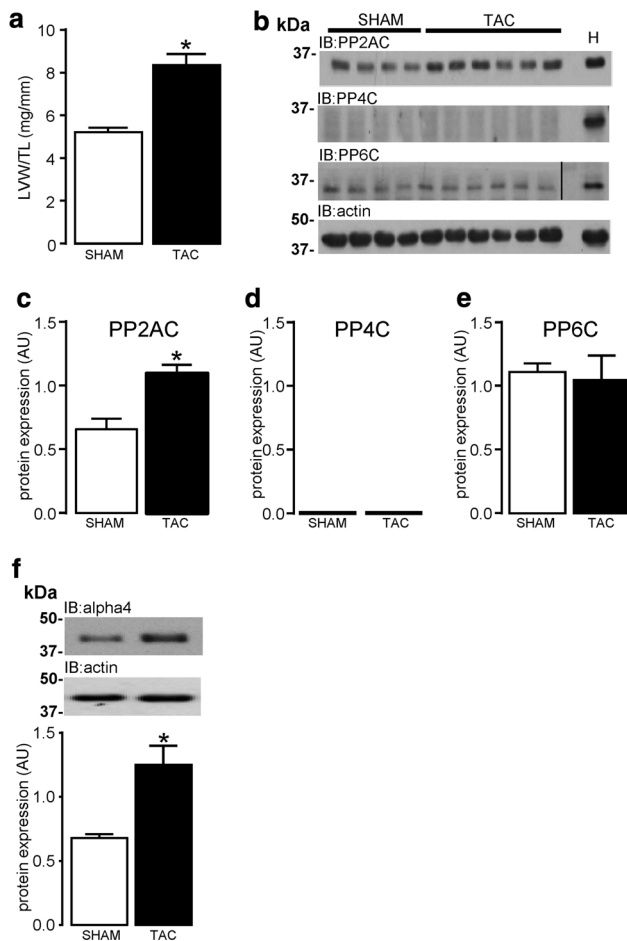 a
LVW/TL (mg/mm)
10
8
6
4
2
0
*
SHAM
TAC
b kDa
SHAM
TAC
H
IB:PP2AC
37-
IB:PP4C
37-
IB:PP6C
37-
IB:actin
50-
37-
c
protein expression (AU)
1.5
1.0
0.5
0.0
PP2AC
*
SHAM
TAC
d
protein expression (AU)
1.5
1.0
0.5
0.0
PP4C
SHAM
TAC
e
protein expression (AU)
1.5
1.0
0.5
0.0
PP6C
SHAM
TAC
f
kDa
IB:alpha4
50-
37-
IB:actin
50-
37-
protein expression (AU)
1.5
1.0
0.5
0.0
*
SHAM
TAC